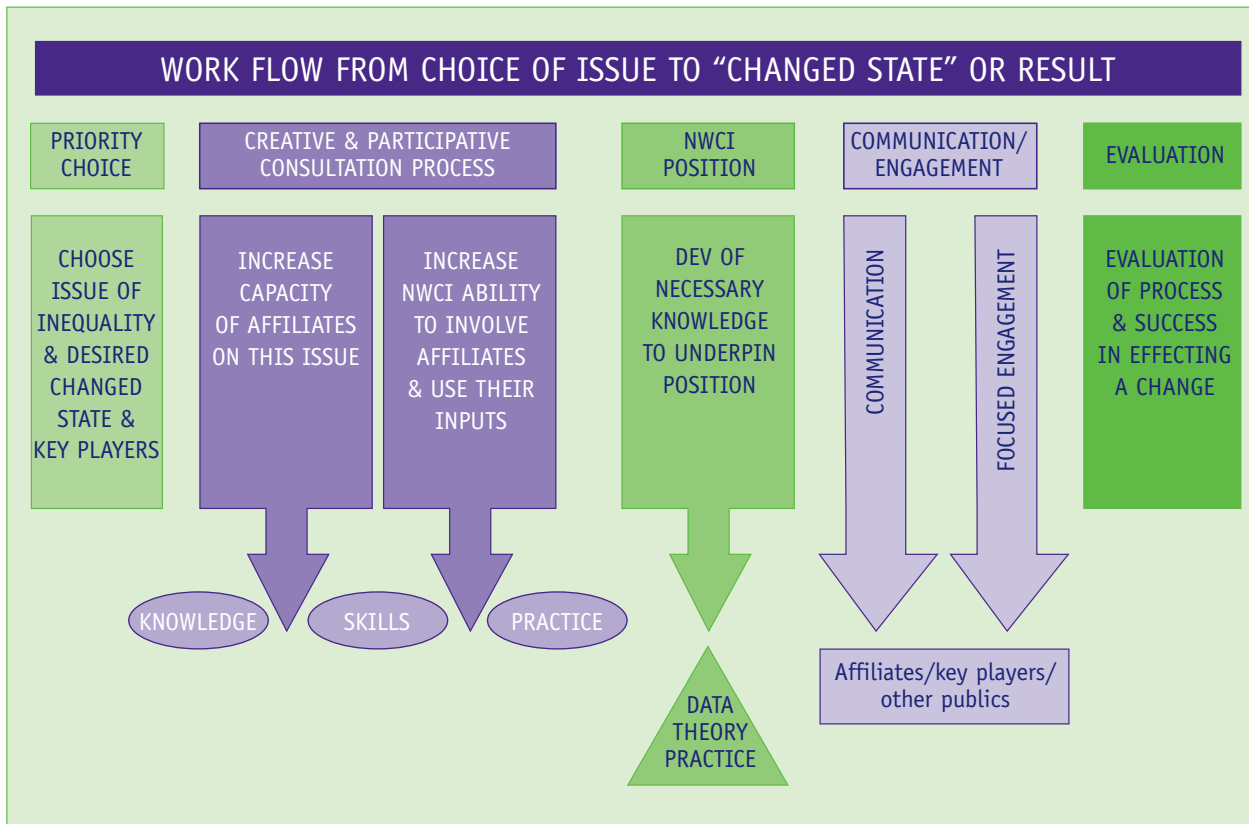 WORK FLOW FROM CHOICE OF ISSUE TO “CHANGED STATE” OR RESULT
PRIORITY
CHOICE
CREATIVE & PARTICIPATIVE
CONSULTATION PROCESS
NWCI
POSITION
COMMUNICATION/
ENGAGEMENT
EVALUATION
CHOOSE
ISSUE OF
INEQUALITY
& DESIRED
CHANGED
STATE &
KEY PLAYERS
INCREASE
CAPACITY
OF AFFILIATES
ON THIS ISSUE
INCREASE
NWCI ABILITY
TO INVOLVE
AFFILIATES
& USE THEIR
INPUTS
DEV OF
NECESSARY
KNOWLEDGE
TO UNDERPIN
POSITION
COMMUNICATION
FOCUSED ENGAGEMENT
EVALUATION
OF PROCESS
& SUCCESS
IN EFFECTING
A CHANGE
KNOWLEDGE
SKILLS
PRACTICE
DATA
THEORY
PRACTICE
Affiliates/key players/
other publics